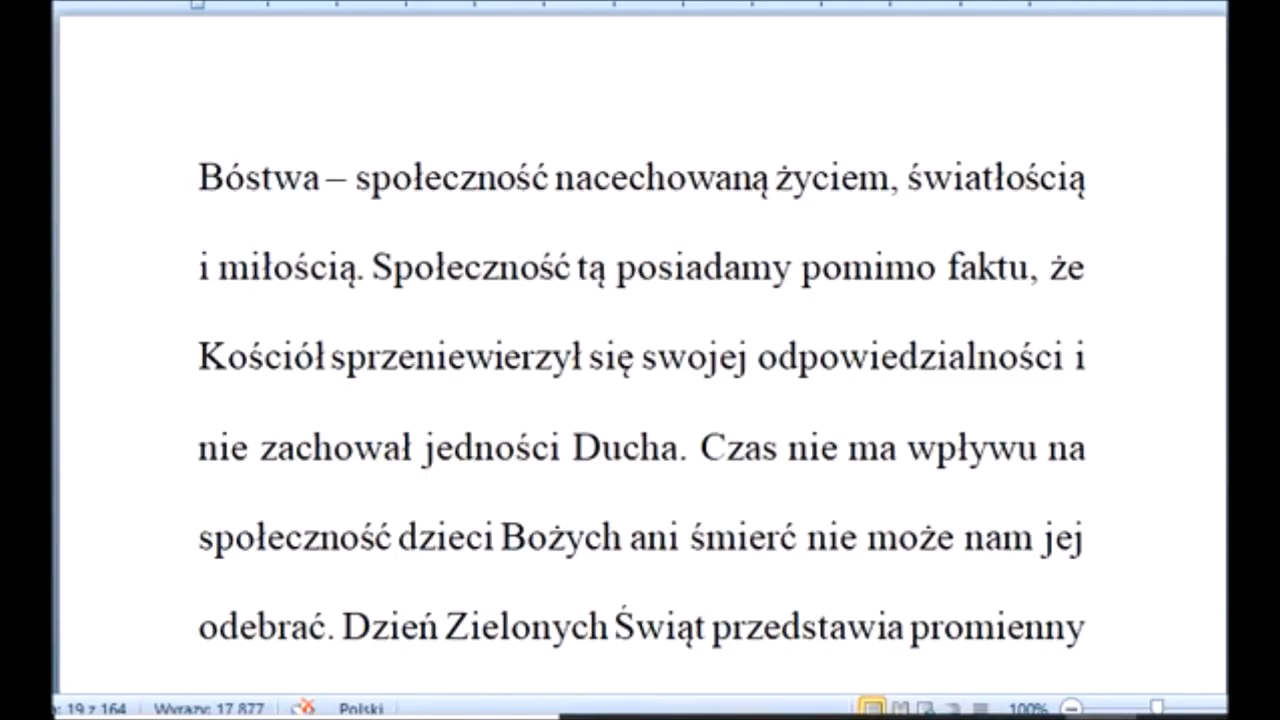 Bóstwa – społeczność nacechowaną życiem, światłością
i miłością. Społeczność tą posiadamy pomimo faktu, że
Kościół sprzeniewierzył się swojej odpowiedzialności i
nie zachował jedności Ducha. Czas nie ma wpływu na
społeczność dzieci Bożych ani śmierć nie może nam jej
odebrać. Dzień Zielonych Świąt przedstawia promienny
: 19 z 164 Wyrazy: 17 877 Polski 100%